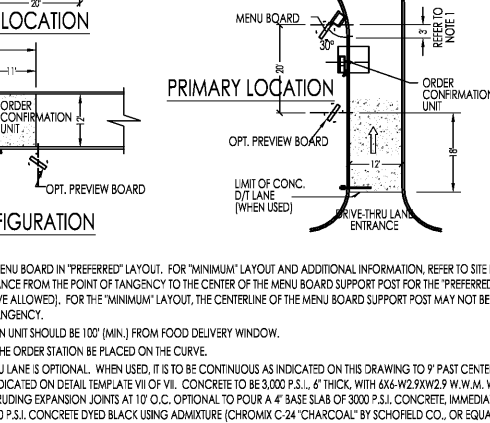 20'
LOCATION
11'
ORDER
CONFIRMATION
UNIT
12'
OPT. PREVIEW BOARD
FIGURATION
MENU BOARD
30°
3'
REFER TO
NOTE 1
20'
PRIMARY LOCATION
ORDER
CONFIRMATION
UNIT
OPT. PREVIEW BOARD
12'
18'
LIMIT OF CONC.
D/T LANE
(WHEN USED)
DRIVE-THRU LANE
ENTRANCE
ENU BOARD IN "PREFERRED" LAYOUT. FOR "MINIMUM" LAYOUT AND ADDITIONAL INFORMATION, REFER TO SITE
ANCE FROM THE POINT OF TANGENCY TO THE CENTER OF THE MENU BOARD SUPPORT POST FOR THE "PREFERRED
VE ALLOWED). FOR THE "MINIMUM" LAYOUT, THE CENTERLINE OF THE MENU BOARD SUPPORT POST MAY NOT BE
ANGENCY.
N UNIT SHOULD BE 100' (MIN.) FROM FOOD DELIVERY WINDOW.
HE ORDER STATION BE PLACED ON THE CURVE.
U LANE IS OPTIONAL. WHEN USED, IT IS TO BE CONTINUOUS AS INDICATED ON THIS DRAWING TO 9' PAST CENTE
DICATED ON DETAIL TEMPLATE VII OF VII. CONCRETE TO BE 3,000 P.S.I., 6" THICK, WITH 6X6-W2.9XW2.9 W.W.M. W
RUDING EXPANSION JOINTS AT 10' O.C. OPTIONAL TO POUR A 4" BASE SLAB OF 3000 P.S.I. CONCRETE, IMMEDIA
0 P.S.I. CONCRETE DYED BLACK USING ADMIXTURE (CHROMIX C-24 "CHARCOAL" BY SCHOFIELD CO., OR EQUA